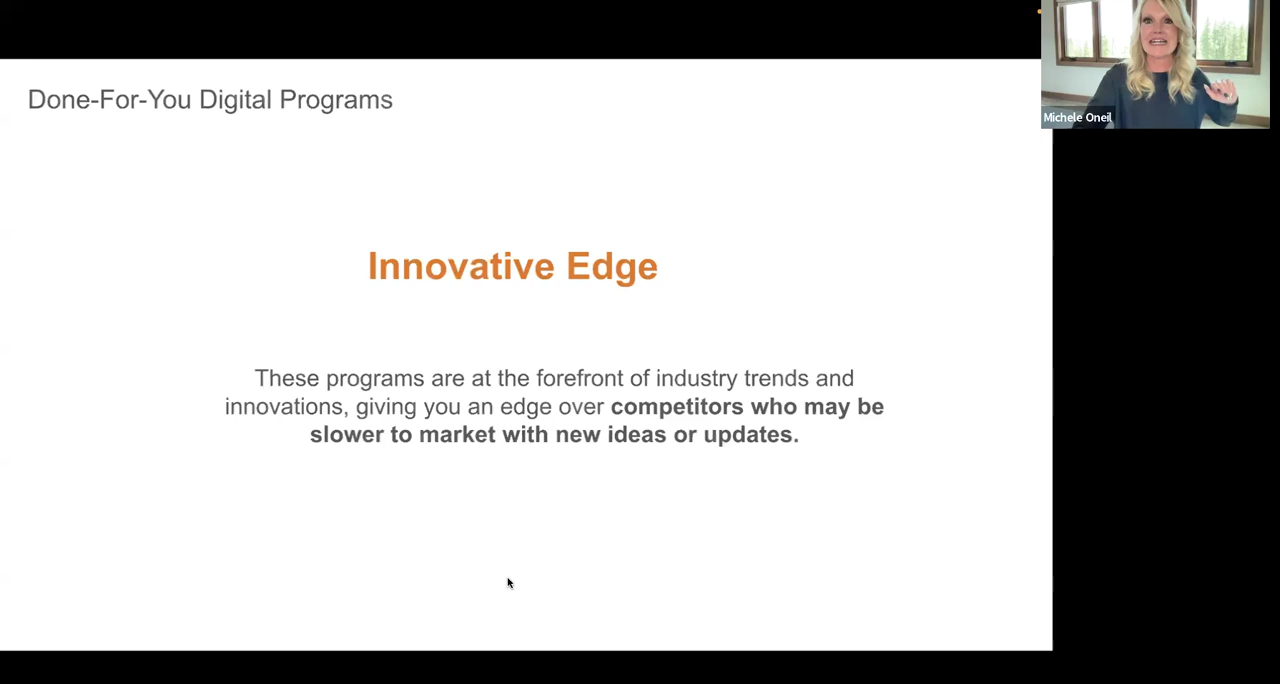 Done-For-You Digital Programs
Michele Oneil
Innovative Edge
These programs are at the forefront of industry trends and
innovations, giving you an edge over competitors who may be
slower to market with new ideas or updates.